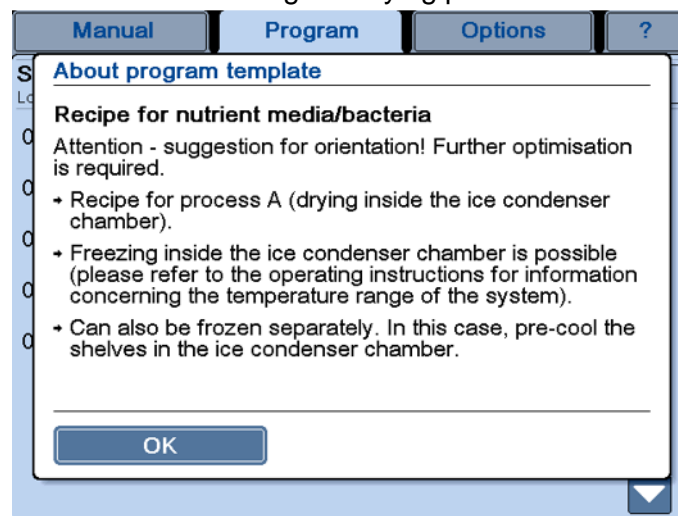 Manual Program Options ?
About program template
Recipe for nutrient media/bacteria
Attention - suggestion for orientation! Further optimisation
is required.
→ Recipe for process A (drying inside the ice condenser
chamber).
→ Freezing inside the ice condenser chamber is possible
(please refer to the operating instructions for information
concerning the temperature range of the system).
→ Can also be frozen separately. In this case, pre-cool the
shelves in the ice condenser chamber.
OK